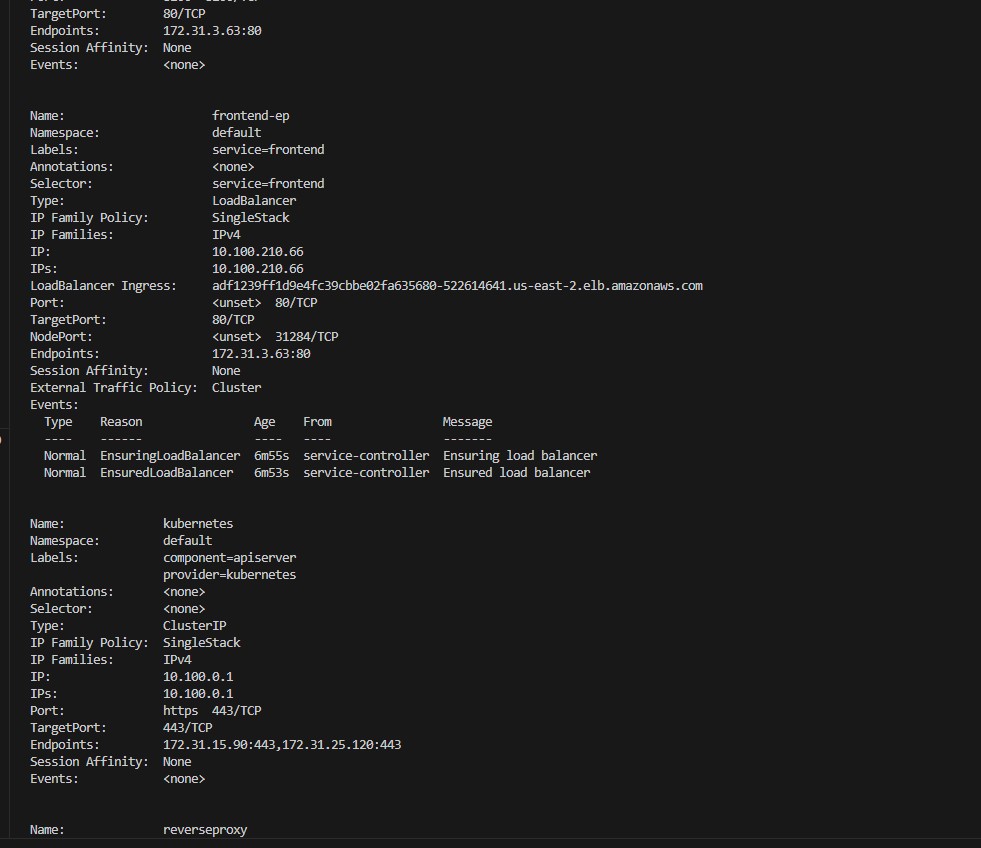 TargetPort: 80/TCP
Endpoints: 172.31.3.63:80
Session Affinity: None
Events: <none>
Name: frontend-ep
Namespace: default
Labels: service=frontend
Annotations: <none>
Selector: service=frontend
Type: LoadBalancer
IP Family Policy: SingleStack
IP Families: IPv4
IP: 10.100.210.66
IPs: 10.100.210.66
LoadBalancer Ingress: adf1239ff1d9e4fc39cbbe02fa635680-522614641.us-east-2.elb.amazonaws.com
Port: <unset> 80/TCP
TargetPort: 80/TCP
NodePort: <unset> 31284/TCP
Endpoints: 172.31.3.63:80
Session Affinity: None
External Traffic Policy: Cluster
Events:
Type Reason Age From Message
---- ------ ---- ---- -------
Normal EnsuringLoadBalancer 6m55s service-controller Ensuring load balancer
Normal EnsuredLoadBalancer 6m53s service-controller Ensured load balancer
Name: kubernetes
Namespace: default
Labels: component=apiserver
provider=kubernetes
Annotations: <none>
Selector: <none>
Type: ClusterIP
IP Family Policy: SingleStack
IP Families: IPv4
IP: 10.100.0.1
IPs: 10.100.0.1
Port: https 443/TCP
TargetPort: 443/TCP
Endpoints: 172.31.15.90:443,172.31.25.120:443
Session Affinity: None
Events: <none>
Name: reverseproxy